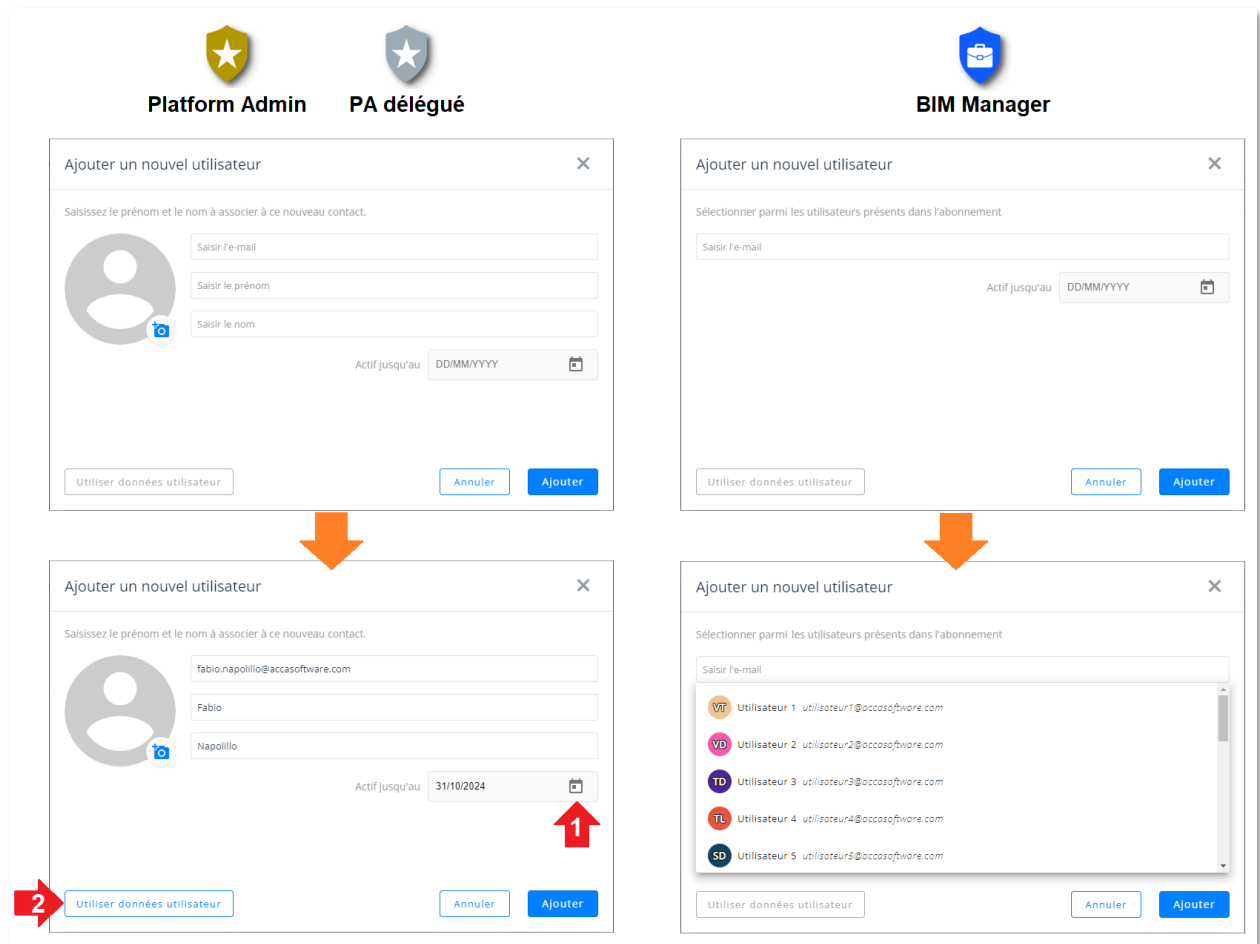 Platform Admin
PA délégué
BIM Manager
Ajouter un nouvel utilisateur
Saisissez le prénom et le nom à associer à ce nouveau contact.
Saisir l'e-mail
Saisir le prénom
Saisir le nom
Actif jusqu'au DD/MM/YYYY
Utiliser données utilisateur
Annuler
Ajouter
Ajouter un nouvel utilisateur
Sélectionner parmi les utilisateurs présents dans l'abonnement
Saisir l'e-mail
Actif jusqu'au DD/MM/YYYY
Utiliser données utilisateur
Annuler
Ajouter
Ajouter un nouvel utilisateur
Saisissez le prénom et le nom à associer à ce nouveau contact.
fabio.napolillo@accasoftware.com
Fabio
Napolillo
Actif jusqu'au 31/10/2024
1
2
Utiliser données utilisateur
Annuler
Ajouter
Ajouter un nouvel utilisateur
Sélectionner parmi les utilisateurs présents dans l'abonnement
Saisir l'e-mail
VT Utilisateur 1 utilisateur1@accasoftware.com
VD Utilisateur 2 utilisateur2@accasoftware.com
TD Utilisateur 3 utilisateur3@accasoftware.com
TL Utilisateur 4 utilisateur4@accasoftware.com
SD Utilisateur 5 utilisateur5@accasoftware.com
Utiliser données utilisateur
Annuler
Ajouter